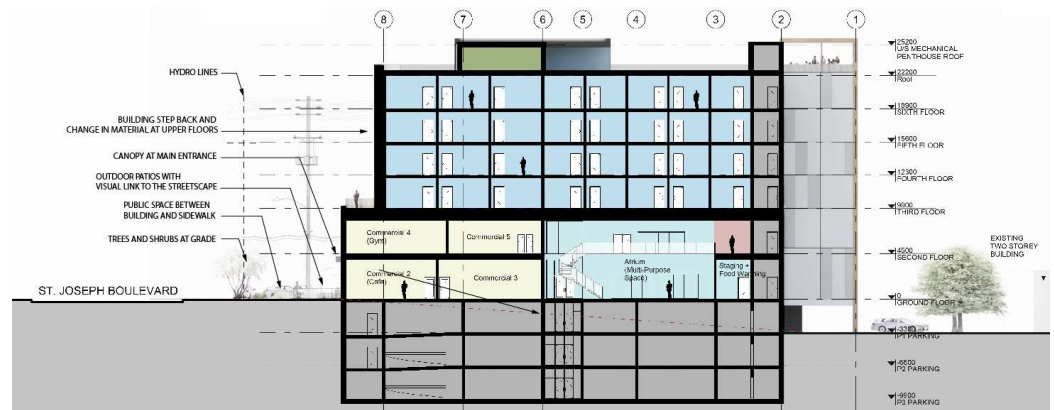 8 7 6 5 4 3 2 1
25200
U/S MECHANICAL
PENTHOUSE ROOF
22200
Roof
HYDRO LINES
18900
SIXTH FLOOR
BUILDING STEP BACK AND
CHANGE IN MATERIAL AT UPPER FLOORS
15600
FIFTH FLOOR
CANOPY AT MAIN ENTRANCE
12300
FOURTH FLOOR
OUTDOOR PATIOS WITH
VISUAL LINK TO THE STREETSCAPE
PUBLIC SPACE BETWEEN
BUILDING AND SIDEWALK
9000
THIRD FLOOR
TREES AND SHRUBS AT GRADE
Commercial 4
(Gym)
Commercial 5
4500
SECOND FLOOR
EXISTING
TWO STOREY
BUILDING
Commercial 2
(Cafe)
Commercial 3
Atrium
(Multi-Purpose
Space)
Staging +
Food Warming
ST. JOSEPH BOULEVARD
0
GROUND FLOOR
-3300
P1 PARKING
-6600
P2 PARKING
-9900
P3 PARKING